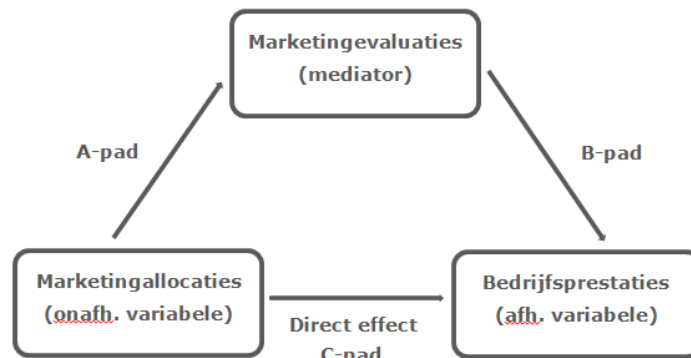 Marketingevaluaties
(mediator)
A-pad
B-pad
Marketingallocaties
(onafh. variabele)
Bedrijfsprestaties
(afh. variabele)
Direct effect
C-pad